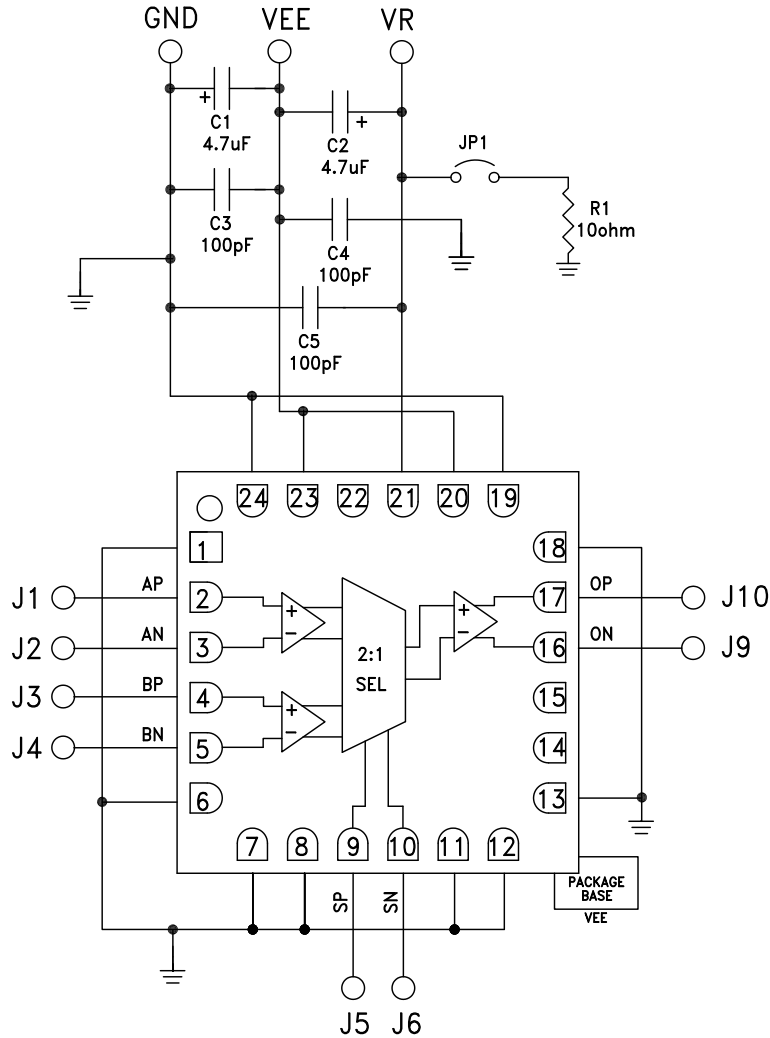 GND VEE VR
+
C1
4.7uF
+
C2
4.7uF
JP1
C3
100pF
R1
10ohm
C4
100pF
C5
100pF
24 23 22 21 20 19
1 18
J1 AP 2 + 17 OP J10
J2 AN 3 − + − 16 ON J9
2:1
SEL
J3 BP 4 + 15
J4 BN 5 − 14
6 13
7 8 9 10 11 12
SP SN
PACKAGE
BASE
VEE
J5 J6